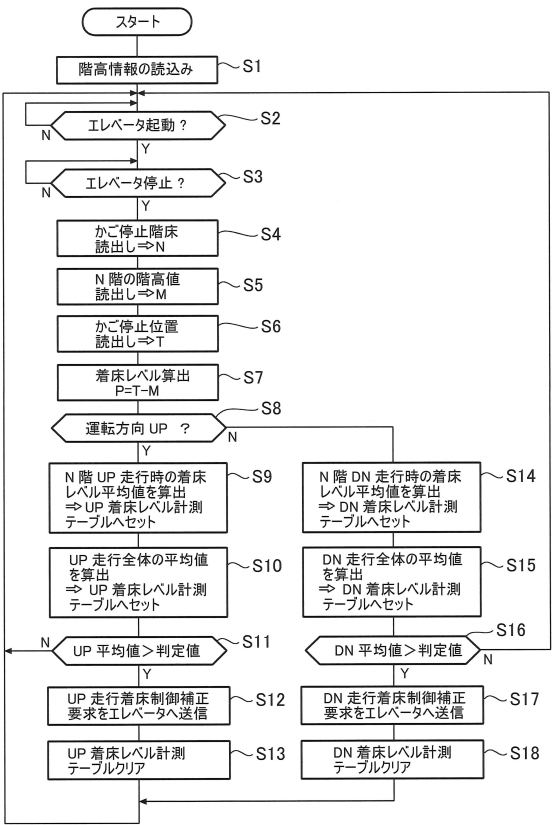 スタート
階高情報の読込み
S1
エレベータ起動?
S2
N
Y
エレベータ停止?
S3
N
Y
かご停止階床
読出し⇒N
S4
N階の階高値
読出し⇒M
S5
かご停止位置
読出し⇒T
S6
着床レベル算出
P=T−M
S7
運転方向 UP ?
S8
N
Y
N 階 UP 走行時の着床
レベル平均値を算出
⇒ UP 着床レベル計測
テーブルへセット
S9
UP 走行全体の平均値
を算出
⇒ UP 着床レベル計測
テーブルへセット
S10
UP 平均値>判定値
S11
N
Y
UP 走行着床制御補正
要求をエレベータへ送信
S12
UP 着床レベル計測
テーブルクリア
S13
N 階 DN 走行時の着床
レベル平均値を算出
⇒ DN 着床レベル計測
テーブルへセット
S14
DN 走行全体の平均値
を算出
⇒ DN 着床レベル計測
テーブルへセット
S15
DN 平均値>判定値
S16
N
Y
DN 走行着床制御補正
要求をエレベータへ送信
S17
DN 着床レベル計測
テーブルクリア
S18